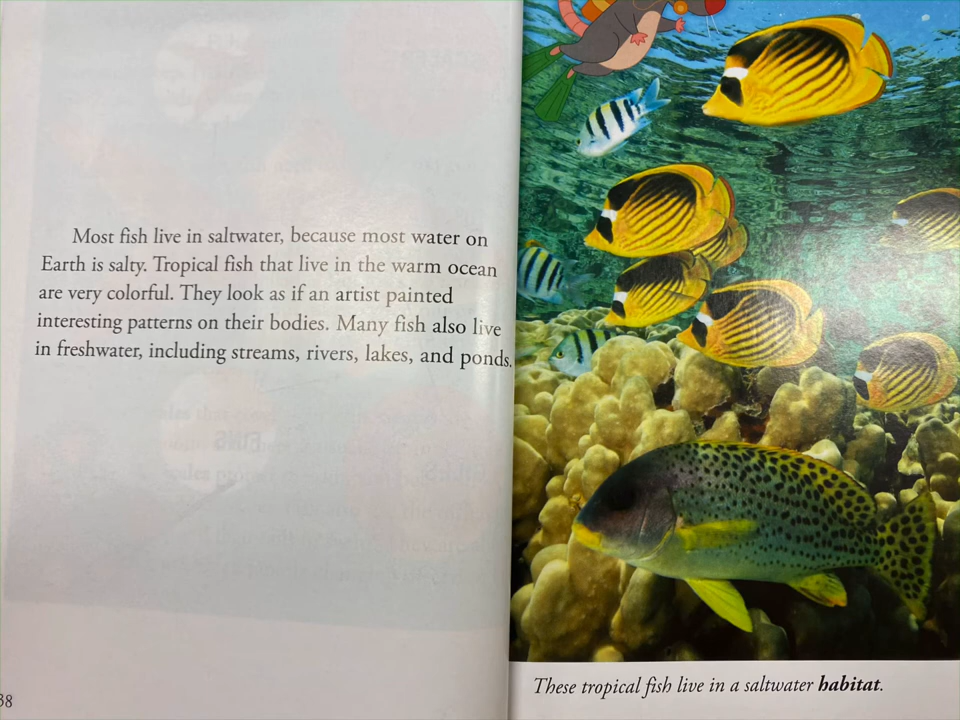 Most fish live in saltwater, because most water on
Earth is salty. Tropical fish that live in the warm ocean
are very colorful. They look as if an artist painted
interesting patterns on their bodies. Many fish also live
in freshwater, including streams, rivers, lakes, and ponds.
38
These tropical fish live in a saltwater habitat.